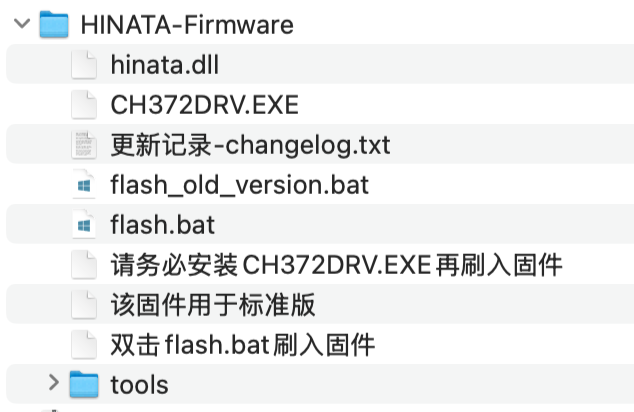 HINATA-Firmware
hinata.dll
CH372DRV.EXE
更新记录-changelog.txt
flash_old_version.bat
flash.bat
请务必安装CH372DRV.EXE再刷入固件
该固件用于标准版
双击flash.bat刷入固件
tools